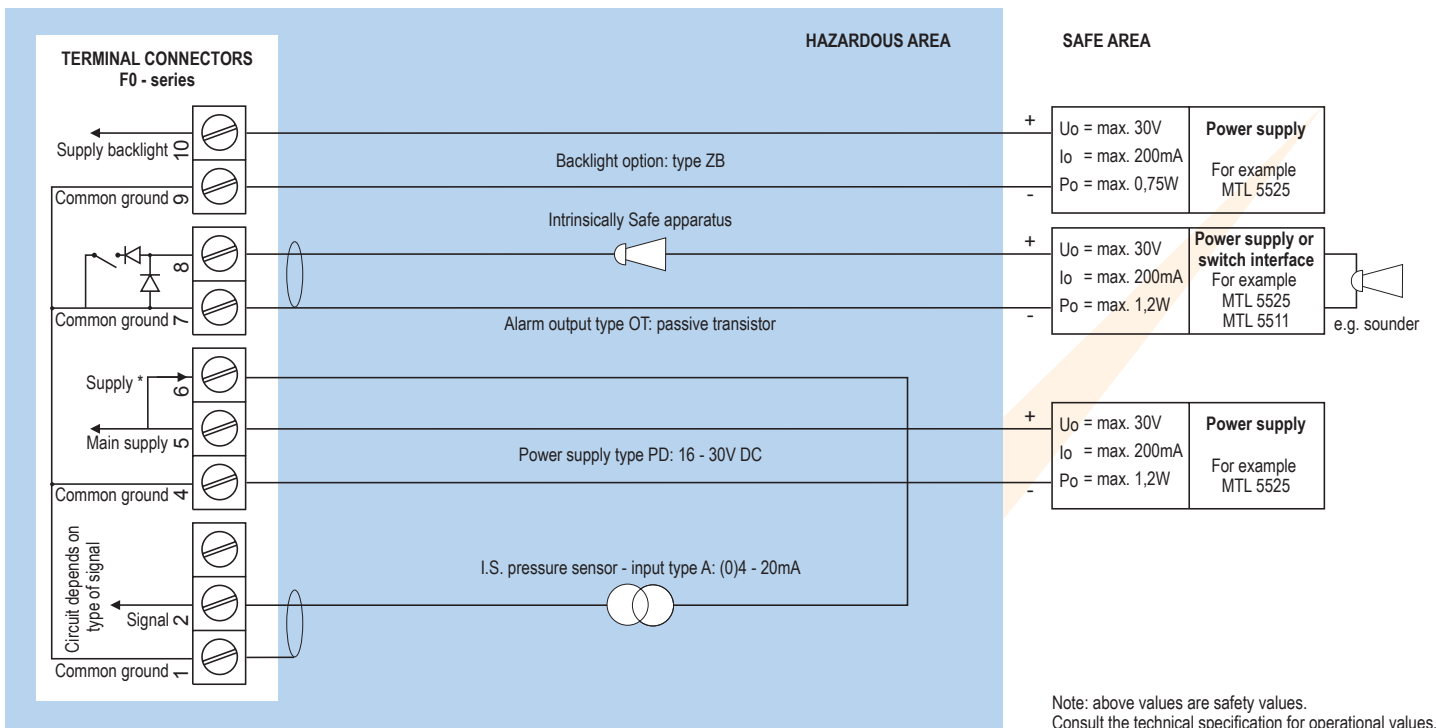 HAZARDOUS AREA
SAFE AREA
TERMINAL CONNECTORS
F0 - series
Supply backlight
10
Common ground
9
Backlight option: type ZB
+
-
Uo = max. 30V
Io = max. 200mA
Po = max. 0,75W
Power supply
For example
MTL 5525
8
Common ground
7
Intrinsically Safe apparatus
Alarm output type OT: passive transistor
+
-
Uo = max. 30V
Io = max. 200mA
Po = max. 1,2W
Power supply or
switch interface
For example
MTL 5525
MTL 5511
e.g. sounder
Supply *
6
Main supply
5
Common ground
4
Power supply type PD: 16 - 30V DC
+
-
Uo = max. 30V
Io = max. 200mA
Po = max. 1,2W
Power supply
For example
MTL 5525
Circuit depends on
type of signal
Signal
2
Common ground
1
I.S. pressure sensor - input type A: (0)4 - 20mA
Note: above values are safety values.
Consult the technical specification for operational values.